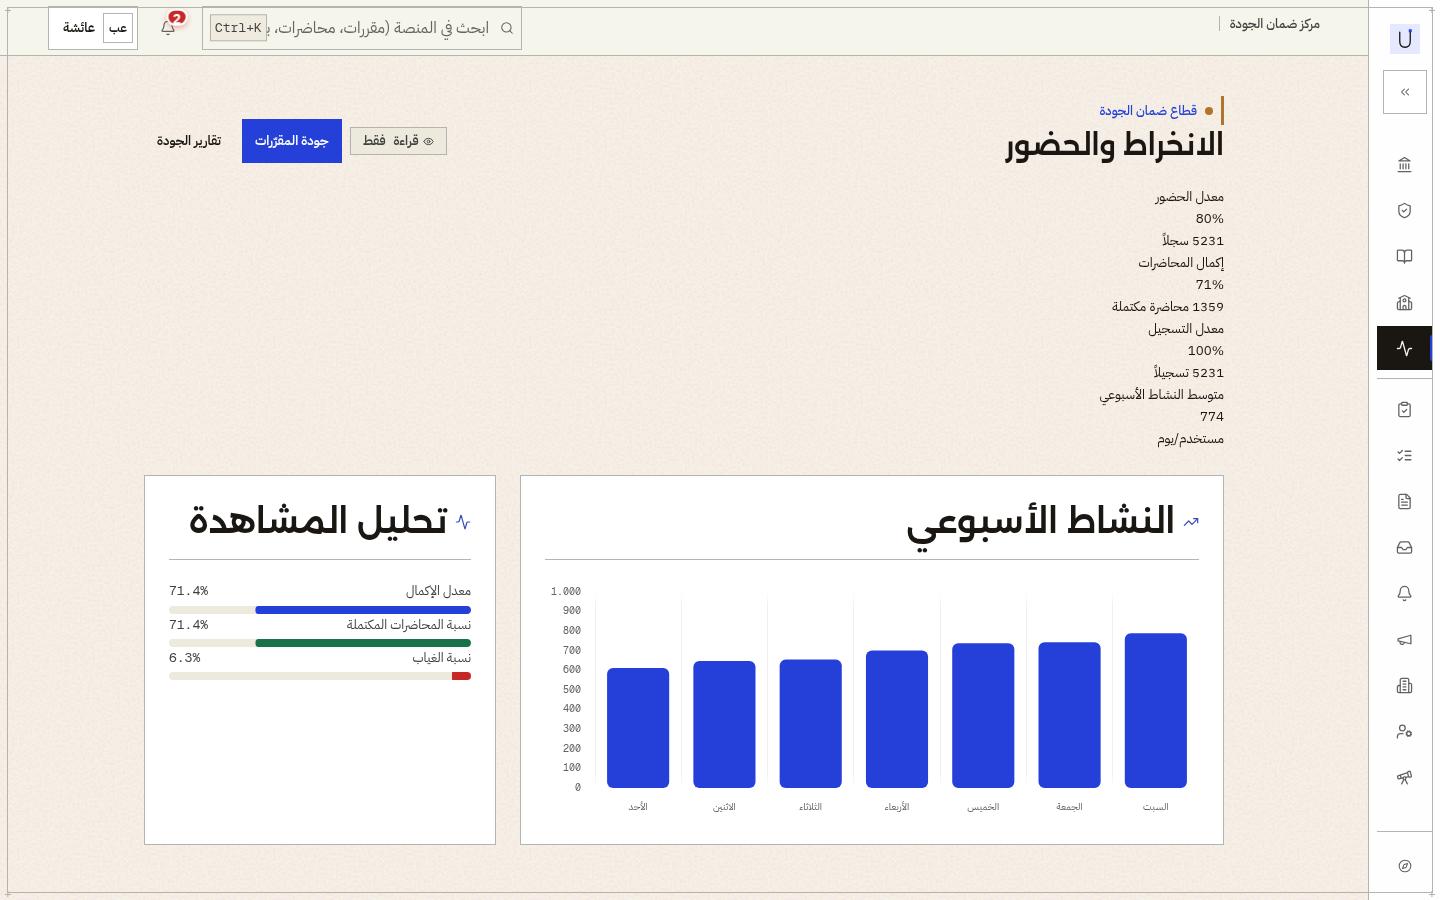 مركز ضمان الجودة
ابحث في المنصة (مقررات، محاضرات،
Ctrl+K
2
عب
عائشة
قطاع ضمان الجودة
الانخراط والحضور
قراءة فقط
جودة المقرّرات
تقارير الجودة
معدل الحضور
80%
5231 سجلاً
إكمال المحاضرات
71%
1359 محاضرة مكتملة
معدل التسجيل
100%
5231 تسجيلاً
متوسط النشاط الأسبوعي
774
مستخدم/يوم
النشاط الأسبوعي
1.000
900
800
700
600
500
400
300
200
100
0
السبت
الجمعة
الخميس
الأربعاء
الثلاثاء
الاثنين
الأحد
تحليل المشاهدة
معدل الإكمال 71.4%
نسبة المحاضرات المكتملة 71.4%
نسبة الغياب 6.3%